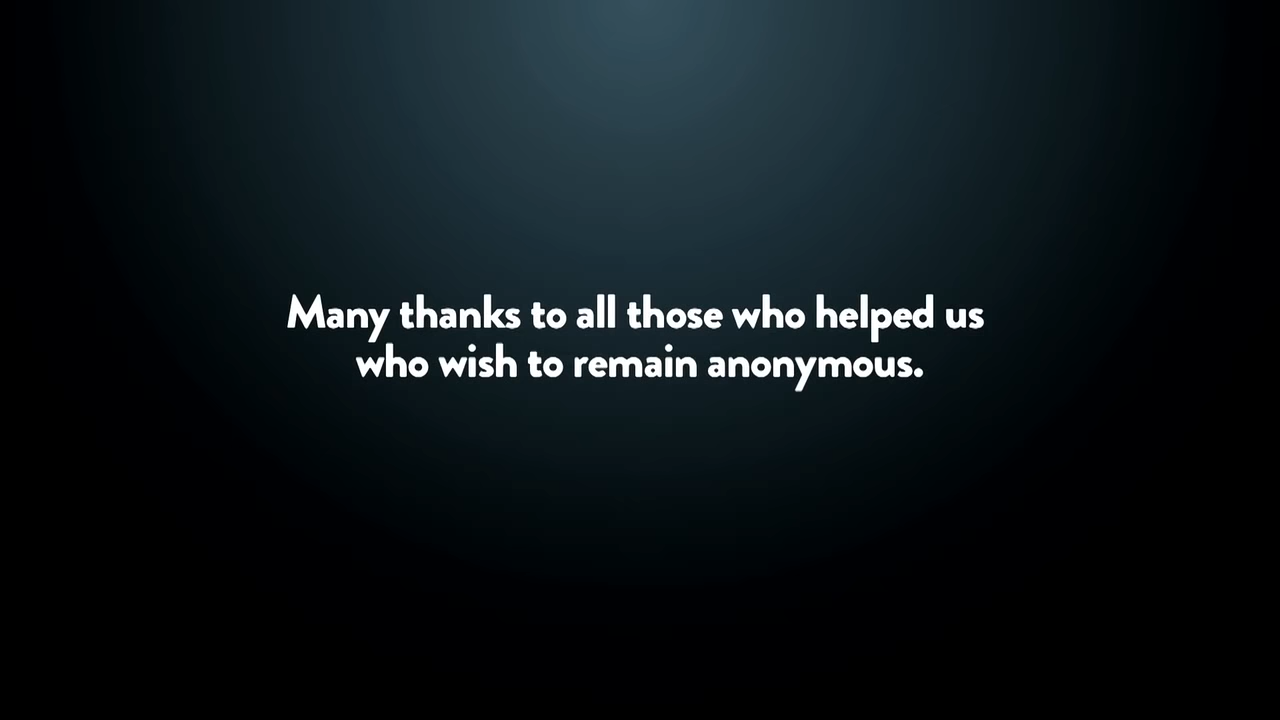 Many thanks to all those who helped us
who wish to remain anonymous.